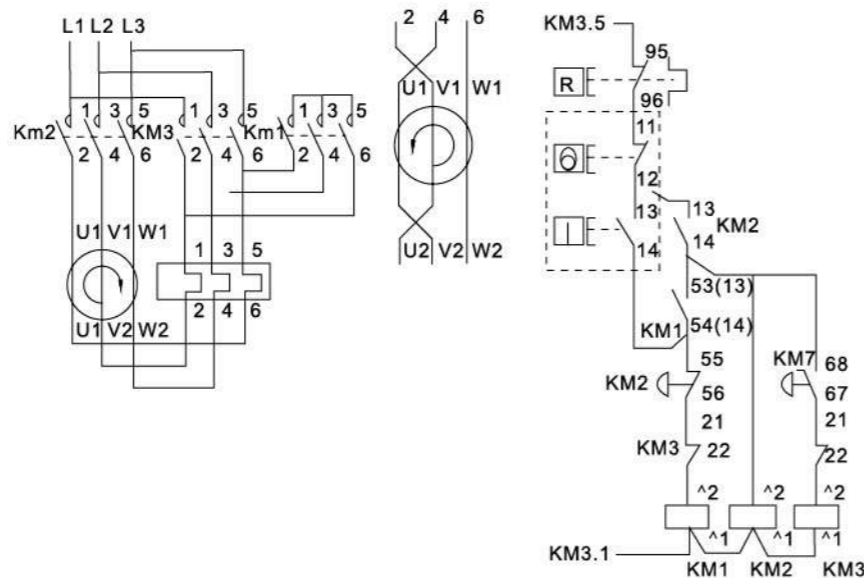 L1 L2 L3
1 3 5 1 3 5 1 3 5
Km2 KM3 Km1
2 4 6 2 4 6 2 4 6
U1 V1 W1
1 3 5
2 4 6
U1 V2 W2
2 4 6
U1 V1 W1
U2 V2 W2
KM3.5
95
R
96
11
12
13 13
KM2
14 14
53(13)
54(14)
KM1
55 KM7 68
KM2 56 67
21 21
KM3 22 22
^2 ^2 ^2
^1 ^1 ^1
KM3.1
KM1 KM2 KM3